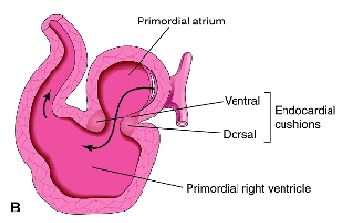 Primordial atrium
Ventral
Endocardial
cushions
Dorsal
Primordial right ventricle
B